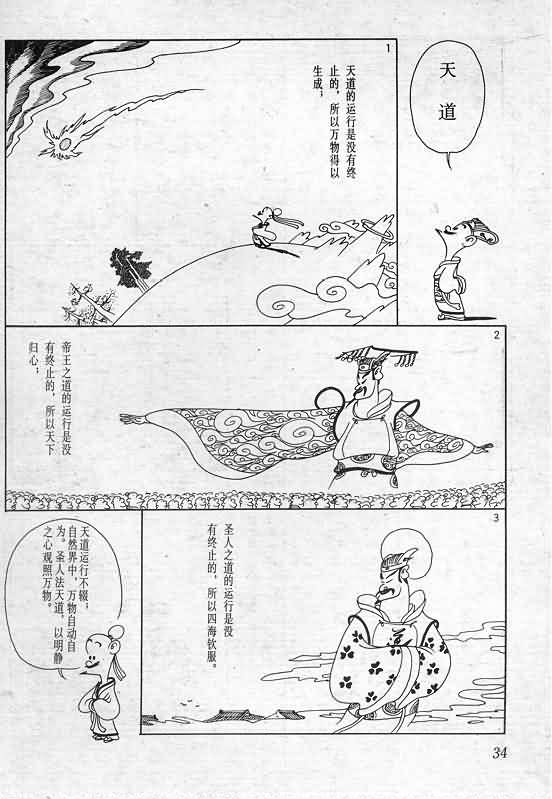 天道
1
天道的运行是没有终
止的，所以万物得以
生成；
2
帝王之道的运行是没
有终止的，所以天下
归心；
3
圣人之道的运行是没
有终止的，所以四海钦服。
天道运行不辍；
自然界中，万物自动自
为。圣人法天道，以明静
之心观照万物。
34